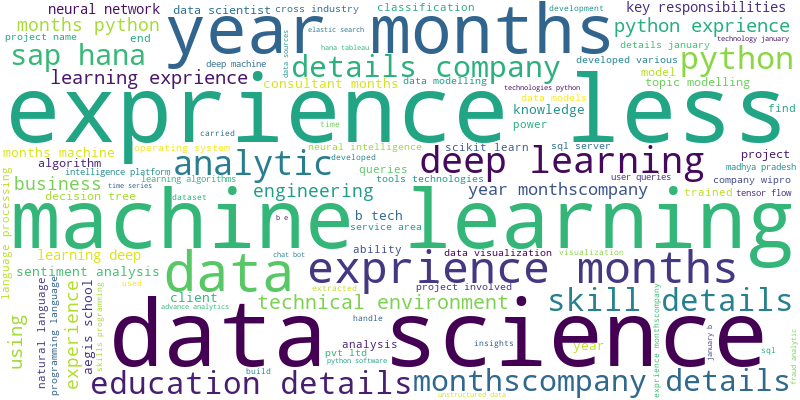 neural network
data scientist
cross industry
classification
development
key responsibilities
months python
year months
elastic search
python exprience
project name
end
hana tableau
details january
technology january
sap hana
deep machine
data sources
details company
developed various
python
learning exprience
consultant months
data modelling
model
topic modelling
technologies python
exprience less
data models
knowledge
find
time
power
carried
operating system
neural intelligence
scikit learn
sql server
months machine
analytic
developed
deep learning
project
algorithm
queries
madhya pradesh
intelligence platform
learning algorithms
tools technologies
user queries
company wipro
business
time series
engineering
year monthscompany
trained
tensor flow
decision tree
dataset
language processing
machine learning
b e
b tech
service area
learning deep
chat bot
ability
data visualization
visualization
sentiment analysis
data
exprience months
project involved
natural language
programming language
experience
aegis school
skills programming
used
extracted
client
technical environment
skill details
advance analytics
using
data science
handle
analysis
insights
year
exprience monthscompany
january b
sql
fraud analytic
pvt ltd
python software
build
education details
monthscompany details
unstructured data